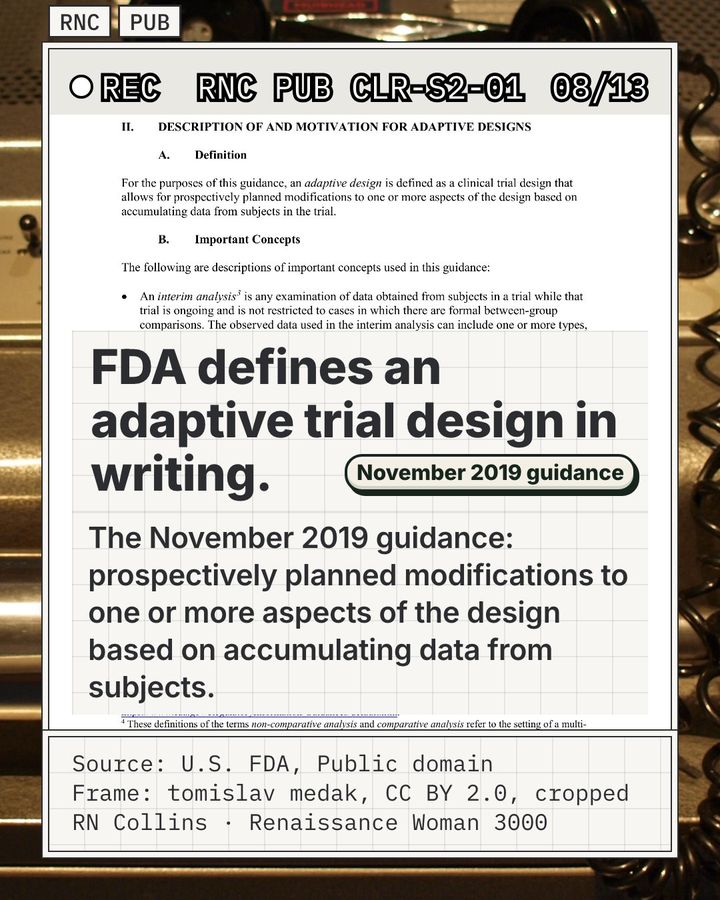 RNC PUB
REC RNC PUB CLR-S2-01 08/13
II. DESCRIPTION OF AND MOTIVATION FOR ADAPTIVE DESIGNS
A. Definition
For the purposes of this guidance, an adaptive design is defined as a clinical trial design that
allows for prospectively planned modifications to one or more aspects of the design based on
accumulating data from subjects in the trial.
B. Important Concepts
The following are descriptions of important concepts used in this guidance:
• An interim analysis³ is any examination of data obtained from subjects in a trial while that
trial is ongoing and is not restricted to cases in which there are formal between-group
comparisons. The observed data used in the interim analysis can include one or more types,
FDA defines an
adaptive trial design in
writing.
November 2019 guidance
The November 2019 guidance:
prospectively planned modifications to
one or more aspects of the design
based on accumulating data from
subjects.
⁴ These definitions of the terms non-comparative analysis and comparative analysis refer to the setting of a multi-
Source: U.S. FDA, Public domain
Frame: tomislav medak, CC BY 2.0, cropped
RN Collins · Renaissance Woman 3000